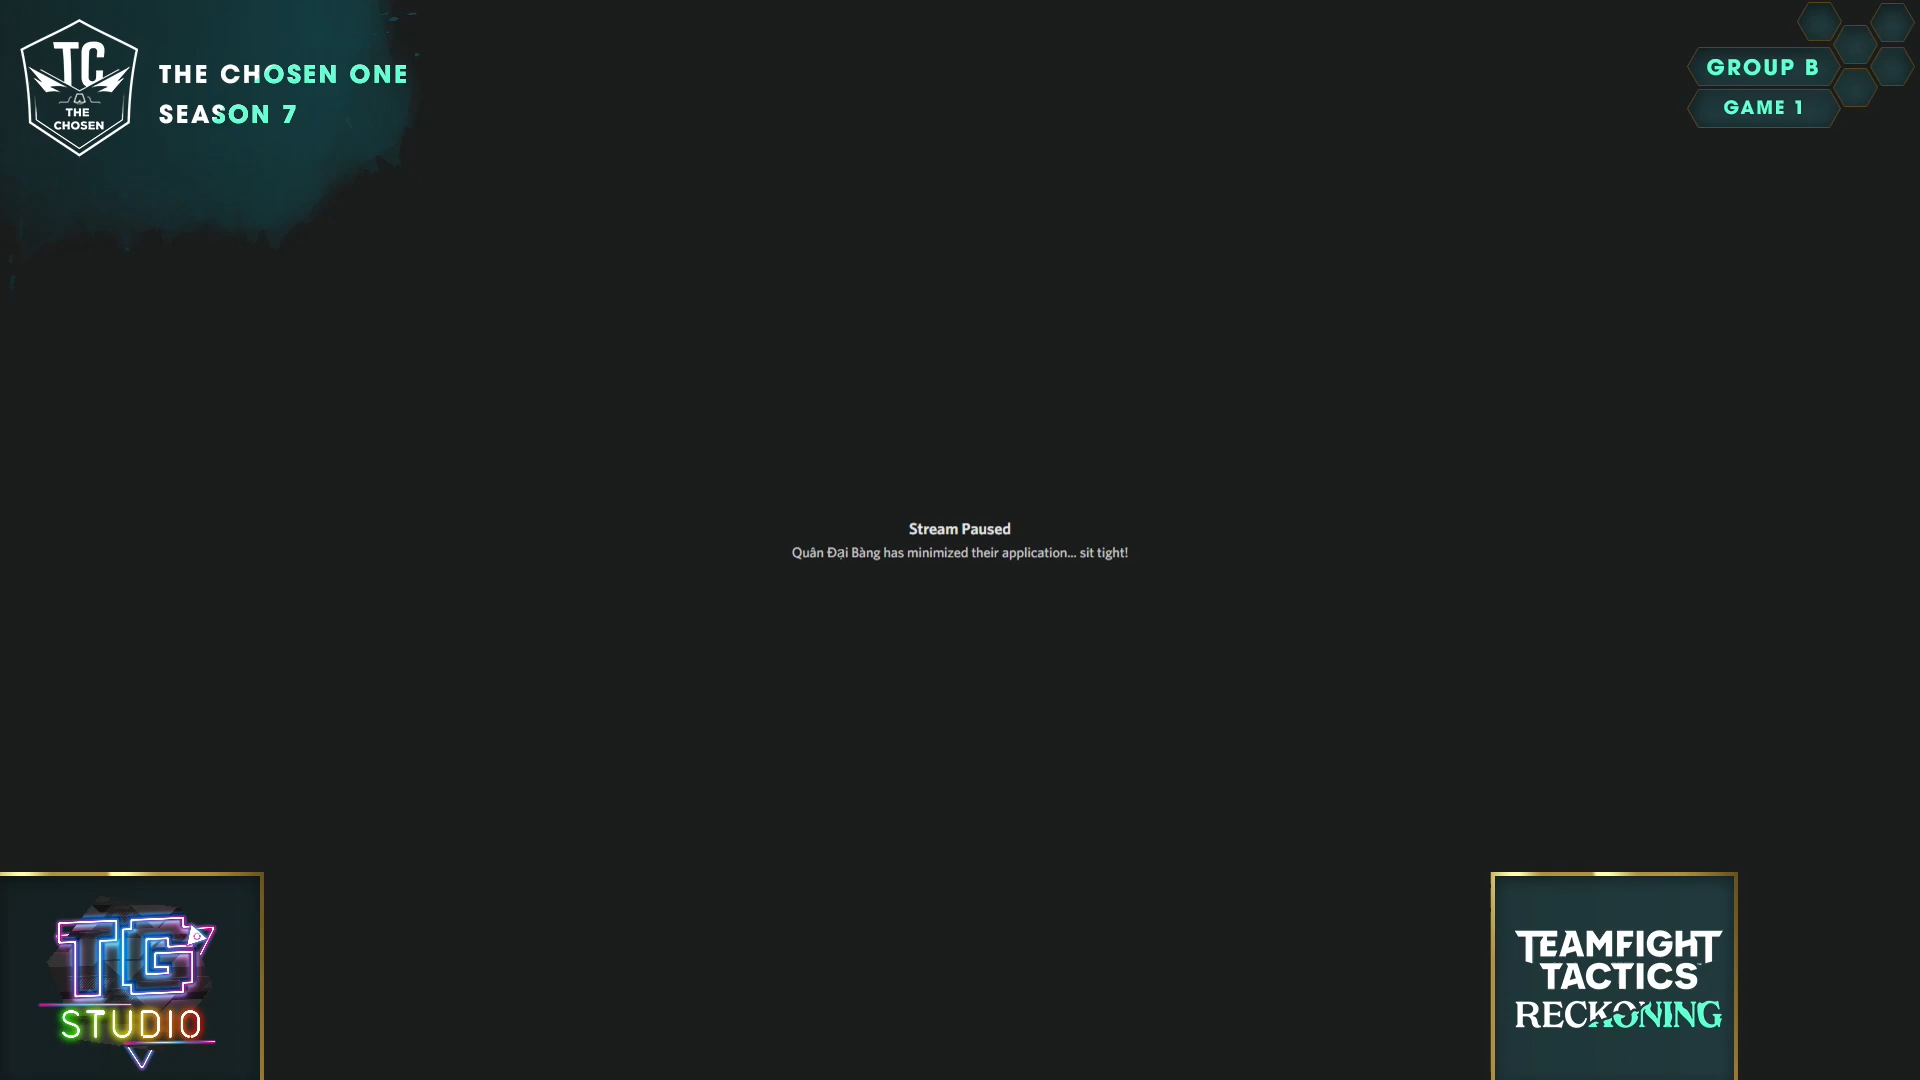 TC
THE
CHOSEN
THE CHOSEN ONE
SEASON 7
GROUP B
GAME 1
Stream Paused
Quân Đại Bàng has minimized their application... sit tight!
TG
STUDIO
TEAMFIGHT
TACTICS
RECKONING